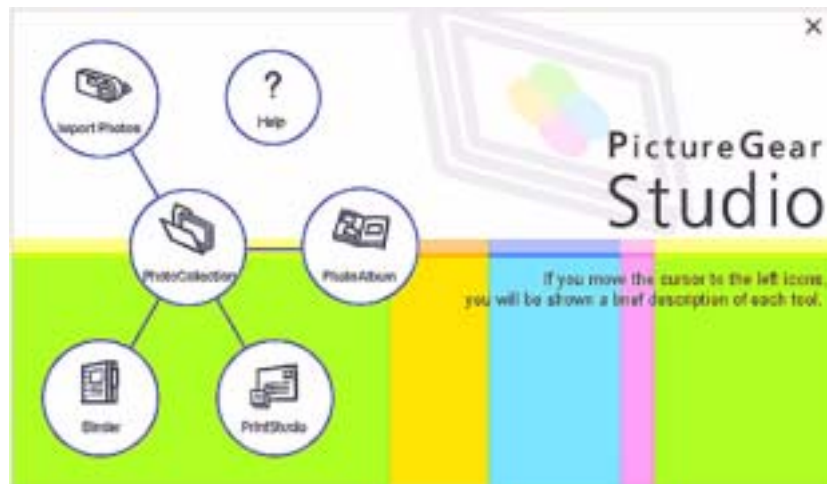 Import Photos
Help
PictureGear
Studio
PhotoCollection
PhotoAlbum
If you move the cursor to the left icons,
you will be shown a brief description of each tool.
Binder
PrintStudio